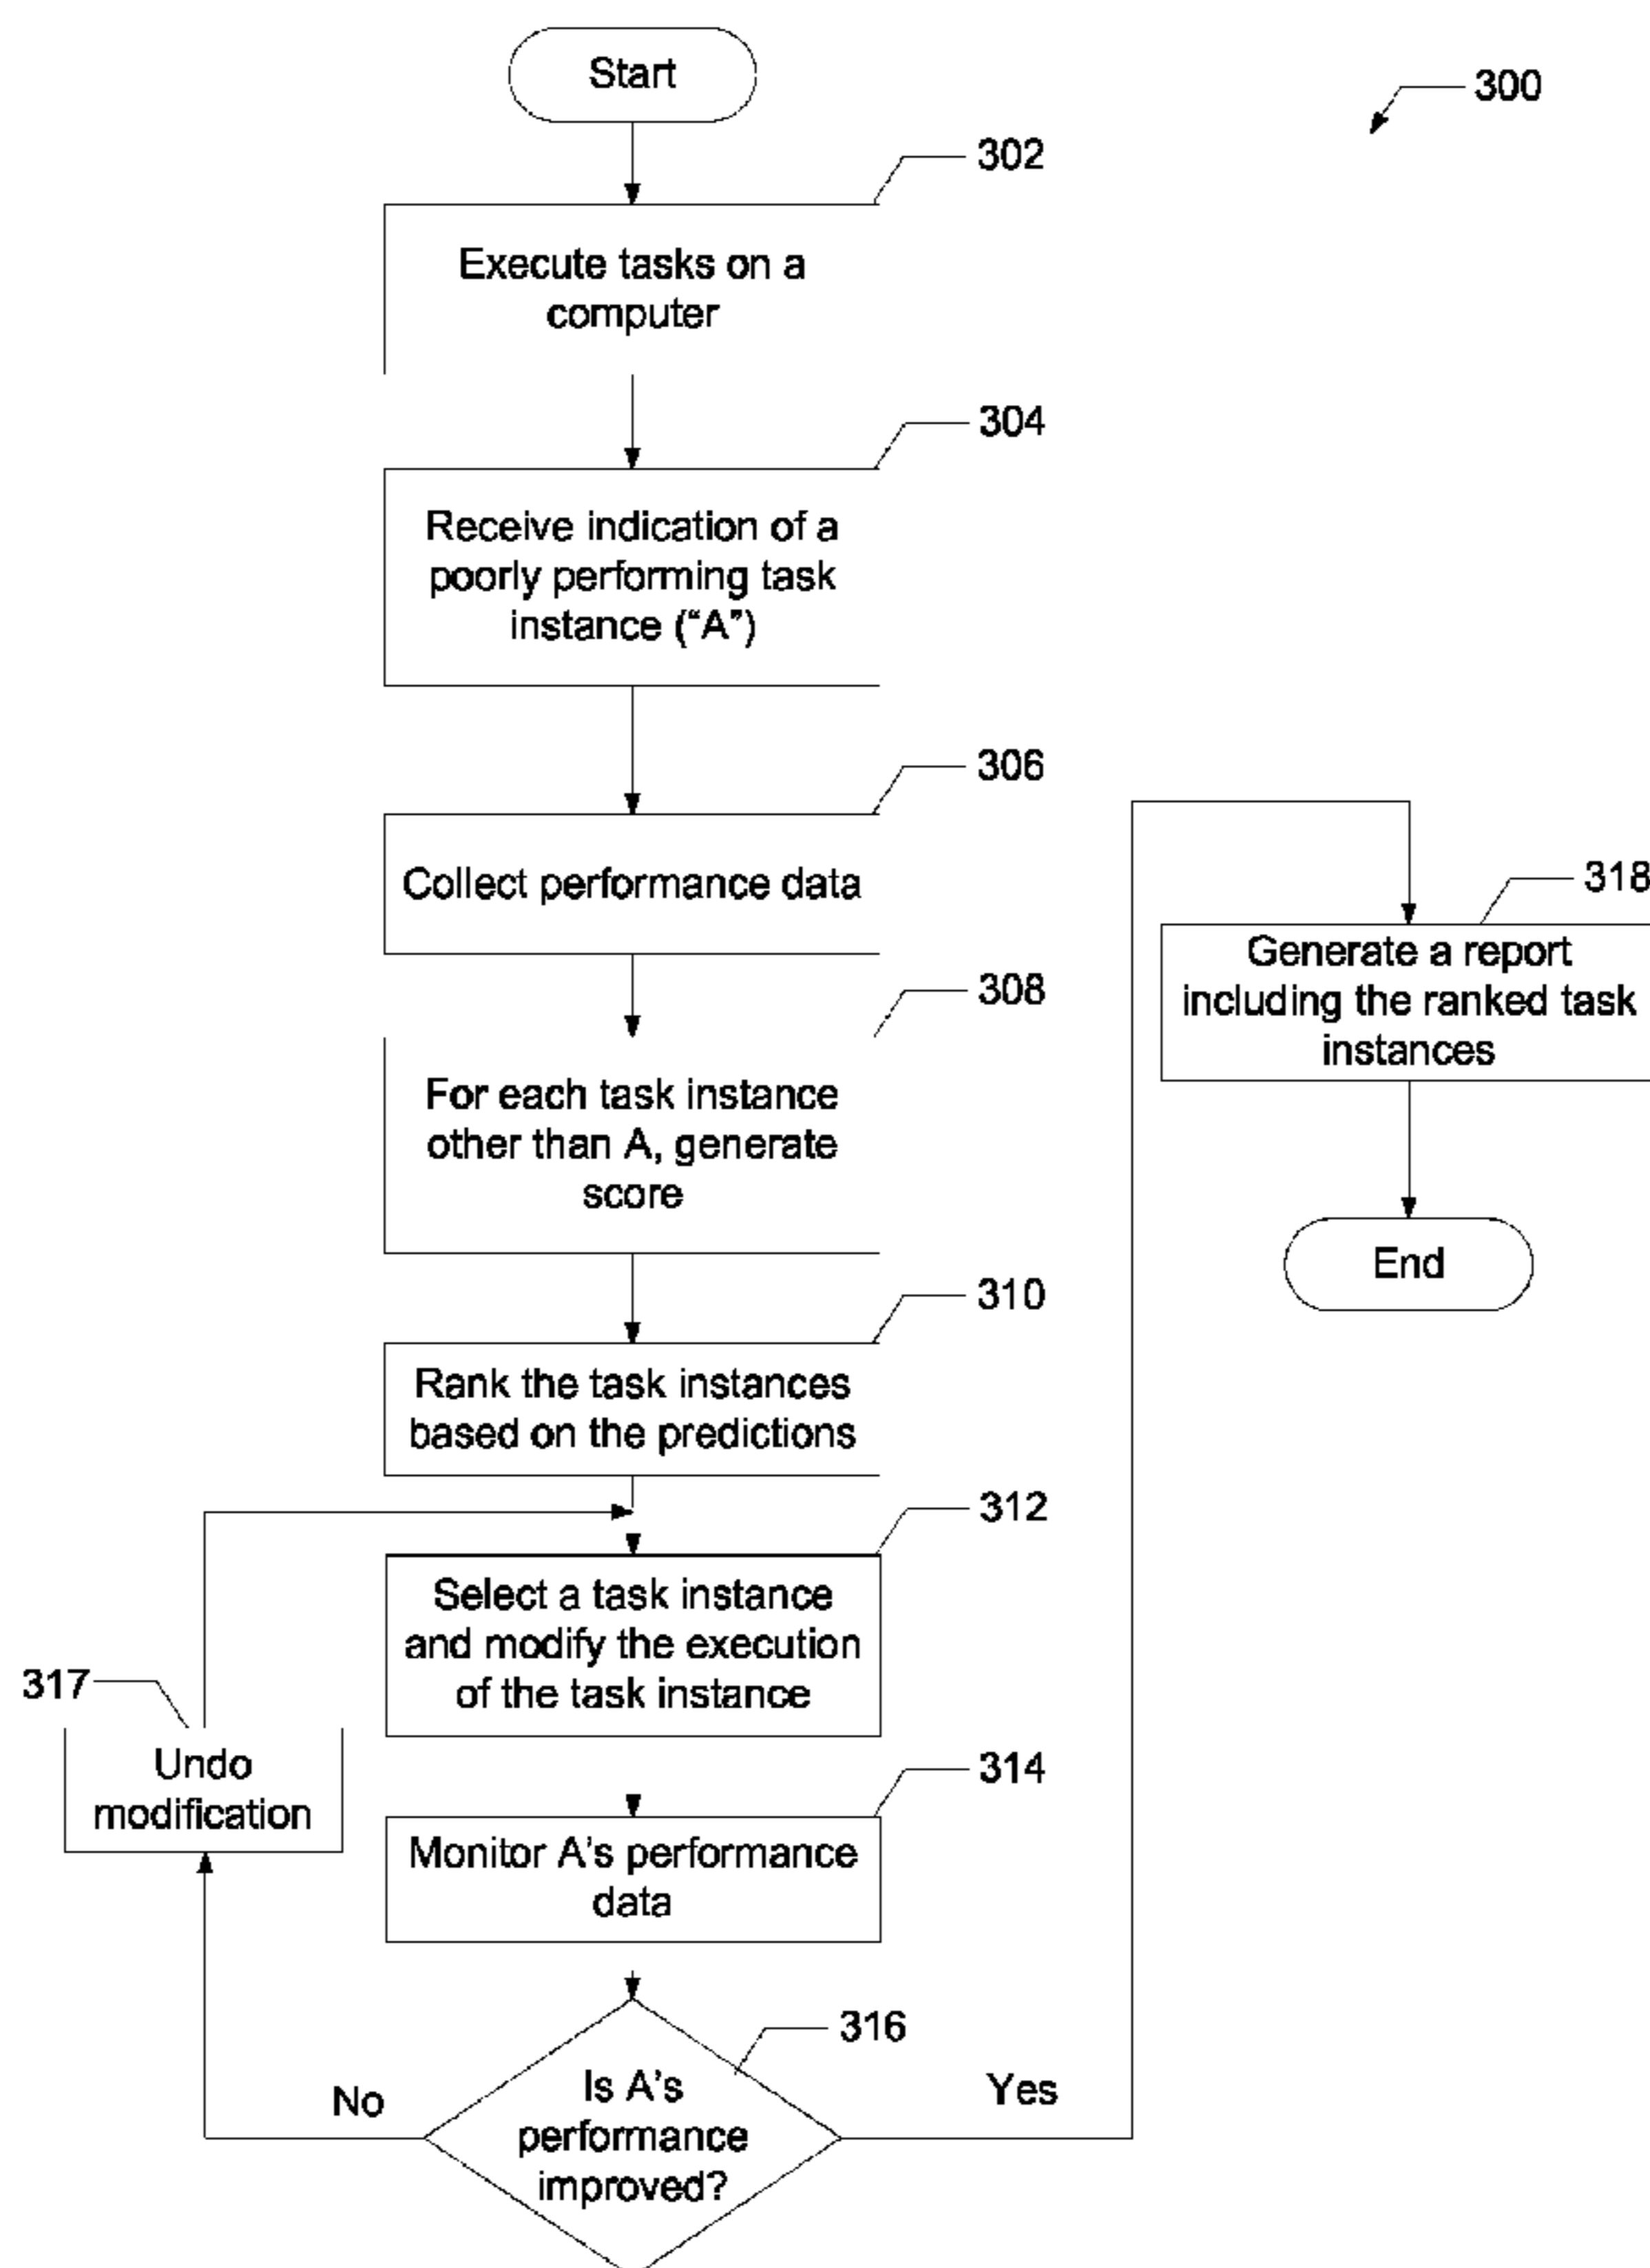 Start
300
302
Execute tasks on a
computer
304
Receive indication of a
poorly performing task
instance (“A”)
306
Collect performance data
308
For each task instance
other than A, generate
score
310
Rank the task instances
based on the predictions
312
Select a task instance
and modify the execution
of the task instance
317
Undo
modification
314
Monitor A’s performance
data
316
Is A’s
performance
improved?
No
Yes
318
Generate a report
including the ranked task
instances
End